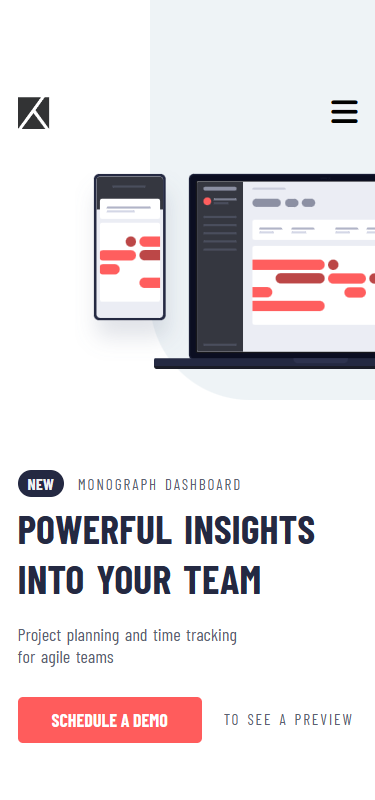 NEW MONOGRAPH DASHBOARD
POWERFUL INSIGHTS
INTO YOUR TEAM
Project planning and time tracking
for agile teams
SCHEDULE A DEMO TO SEE A PREVIEW